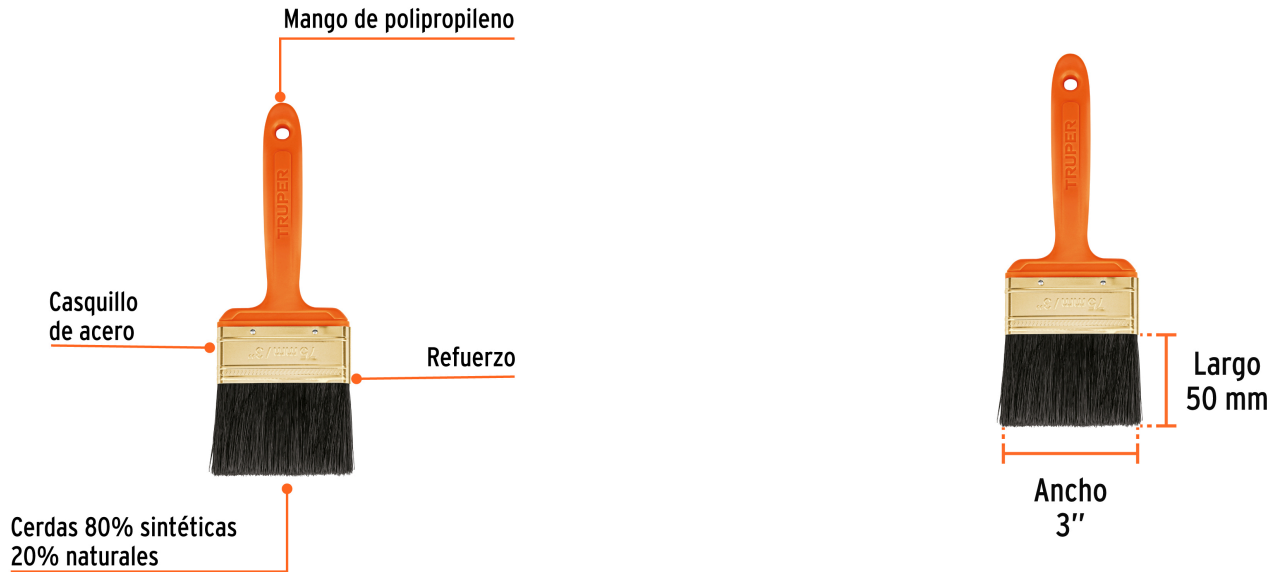 Mango de polipropileno
TRUPER
Casquillo
de acero
Refuerzo
Cerdas 80% sintéticas
20% naturales
TRUPER
Largo
50 mm
Ancho
3’’